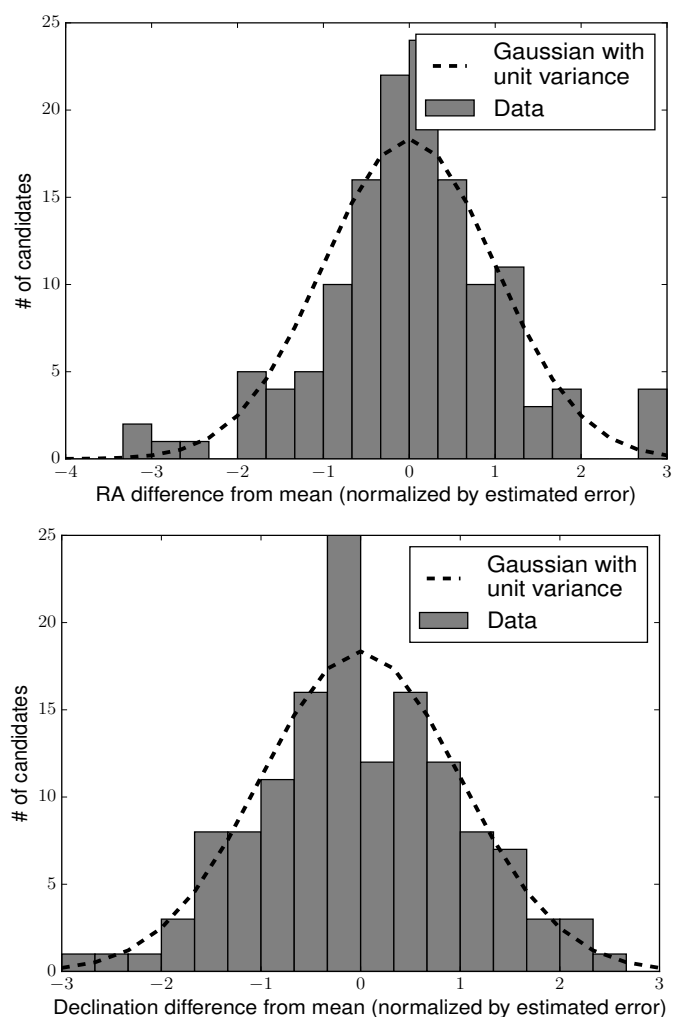 25
20
15
10
5
0
# of candidates
Gaussian with
unit variance
Data
−4 −3 −2 −1 0 1 2 3
RA difference from mean (normalized by estimated error)
25
20
15
10
5
0
# of candidates
Gaussian with
unit variance
Data
−3 −2 −1 0 1 2 3
Declination difference from mean (normalized by estimated error)